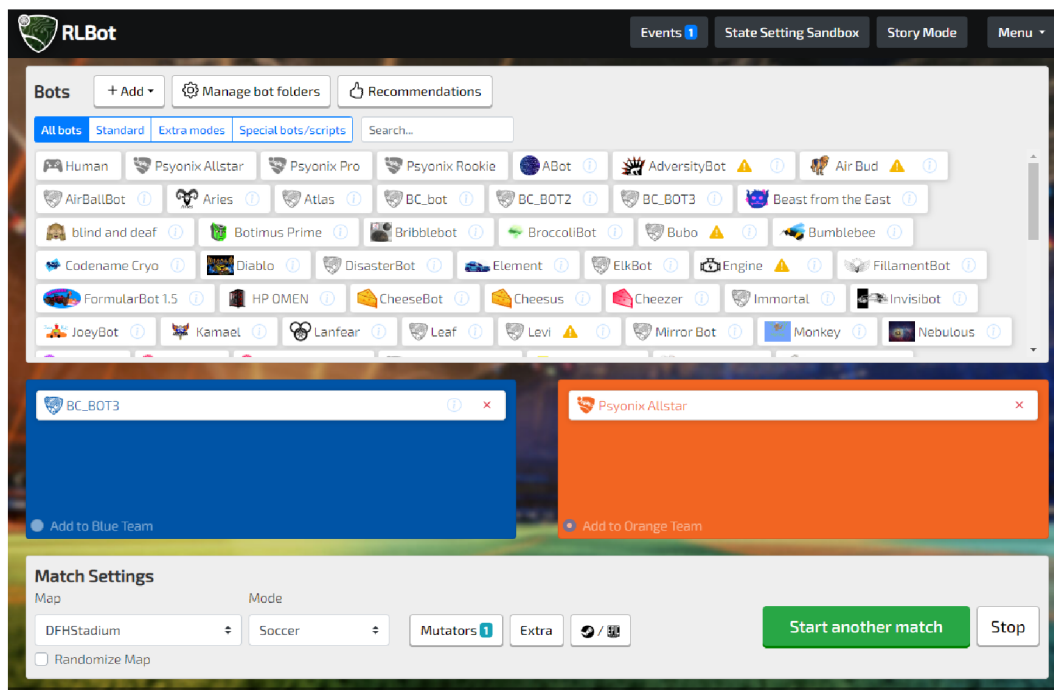 RLBot Events 1 State Setting Sandbox Story Mode Menu
Bots + Add Manage bot folders Recommendations
All bots Standard Extra modes Special bots/scripts Search...
Human Psyonix Allstar Psyonix Pro Psyonix Rookie ABot AdversityBot Air Bud
AirBallBot Aries Atlas BC_bot BC_BOT2 BC_BOT3 Beast from the East
blind and deaf Botimus Prime Bribblebot BroccoliBot Bubo Bumblebee
Codename Cryo Diablo DisasterBot Element ElkBot Engine FillamentBot
FormularBot 1.5 HP OMEN CheeseBot Cheesus Cheezer Immortal Invisibot
JoeyBot Kamael Lanfear Leaf Levi Mirror Bot Monkey Nebulous
BC_BOT3 Psyonix Allstar
Add to Blue Team Add to Orange Team
Match Settings
Map Mode
DFHStadium Soccer Mutators 1 Extra / Start another match Stop
Randomize Map